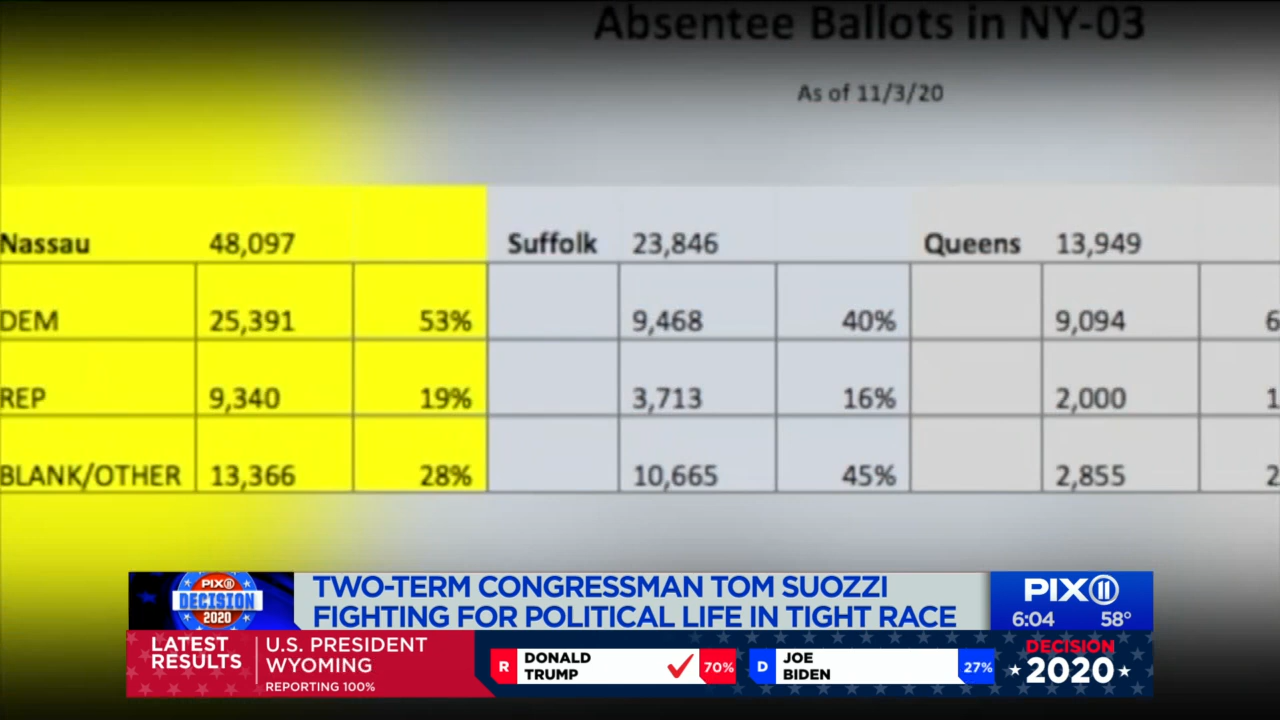 Absentee Ballots in NY-03
As of 11/3/20
Nassau 48,097 Suffolk 23,846 Queens 13,949
DEM 25,391 53% 9,468 40% 9,094 6
REP 9,340 19% 3,713 16% 2,000 1
BLANK/OTHER 13,366 28% 10,665 45% 2,855 2
PIX11
DECISION
2020
TWO-TERM CONGRESSMAN TOM SUOZZI
FIGHTING FOR POLITICAL LIFE IN TIGHT RACE
PIX11
6:04 58°
LATEST
RESULTS
U.S. PRESIDENT
WYOMING
REPORTING 100%
R DONALD
TRUMP 70%
D JOE
BIDEN 27%
DECISION
2020